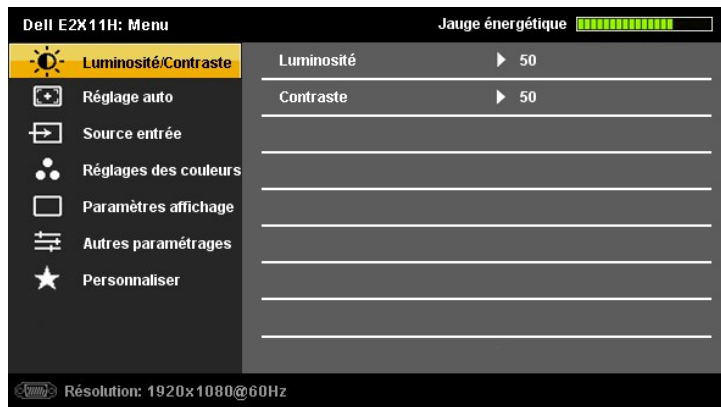 Dell E2X11H: Menu
Jauge énergétique
Luminosité/Contraste
Luminosité 50
Réglage auto
Contraste 50
Source entrée
Réglages des couleurs
Paramètres affichage
Autres paramétrages
Personnaliser
Résolution: 1920x1080@60Hz